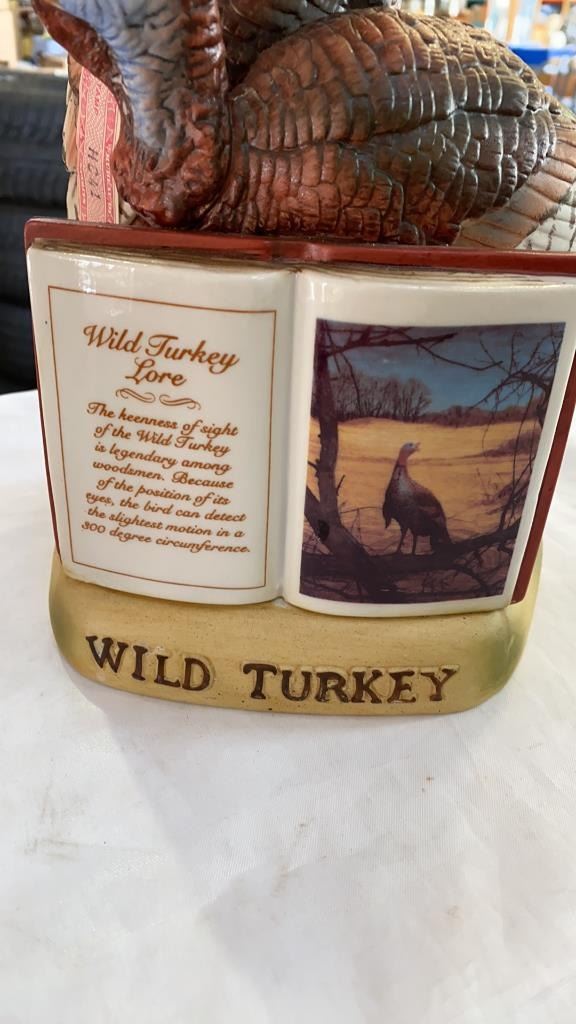 Wild Turkey
Lore
The keenness of sight
of the Wild Turkey
is legendary among
woodsmen. Because
of the position of its
eyes, the bird can detect
the slightest motion in a
300 degree circumference.
WILD TURKEY